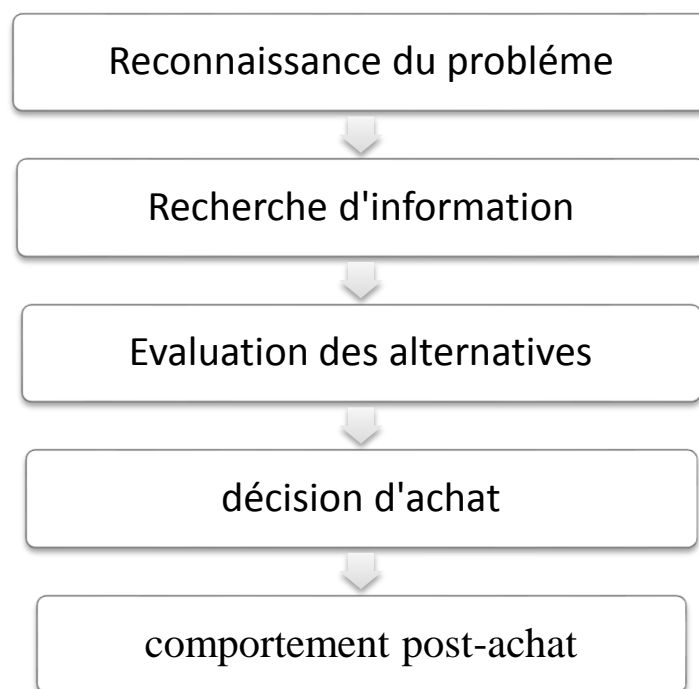 Reconnaissance du probléme
Recherche d'information
Evaluation des alternatives
décision d'achat
comportement post-achat